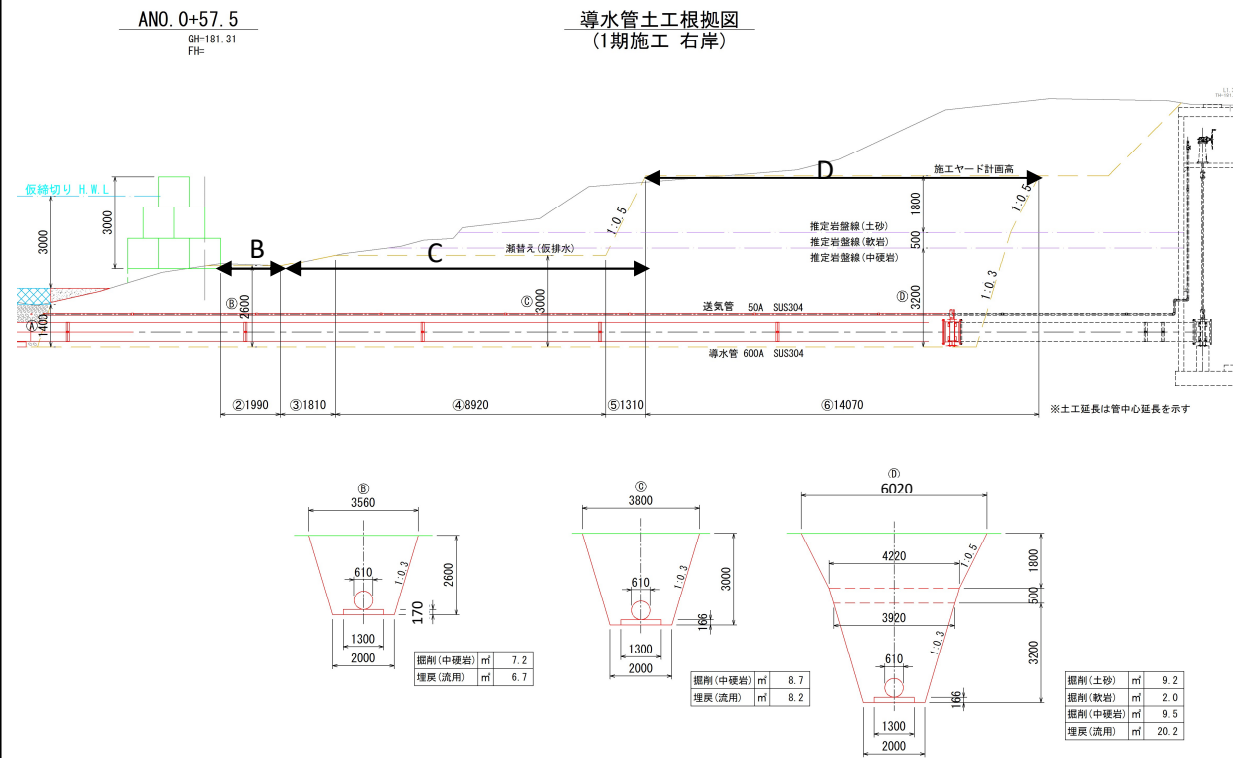 ANO. 0+57. 5
GH=181. 31
FH=
導水管土工根拠図
(1期施工 右岸)
仮締切り H.W.L
3000
3000
B
C
D
施工ヤード計画高
1:0.5
1:0.5
1:0.3
1800
500
3200
推定岩盤線(土砂)
推定岩盤線(軟岩)
推定岩盤線(中硬岩)
瀬替え(仮排水)
Ⓐ
1400
Ⓑ
2600
Ⓒ
3000
Ⓓ
送気管 50A SUS304
導水管 600A SUS304
②1990
③1810
④8920
⑤1310
⑥14070
※土工延長は管中心延長を示す
Ⓑ
3560
610
1:0.3
2600
170
1300
2000
掘削(中硬岩) ㎡ 7.2
埋戻(流用) ㎡ 6.7
Ⓒ
3800
610
1:0.3
3000
166
1300
2000
掘削(中硬岩) ㎡ 8.7
埋戻(流用) ㎡ 8.2
Ⓓ
6020
4220
1:0.5
1800
500
3920
1:0.3
3200
610
166
1300
2000
掘削(土砂) ㎡ 9.2
掘削(軟岩) ㎡ 2.0
掘削(中硬岩) ㎡ 9.5
埋戻(流用) ㎡ 20.2